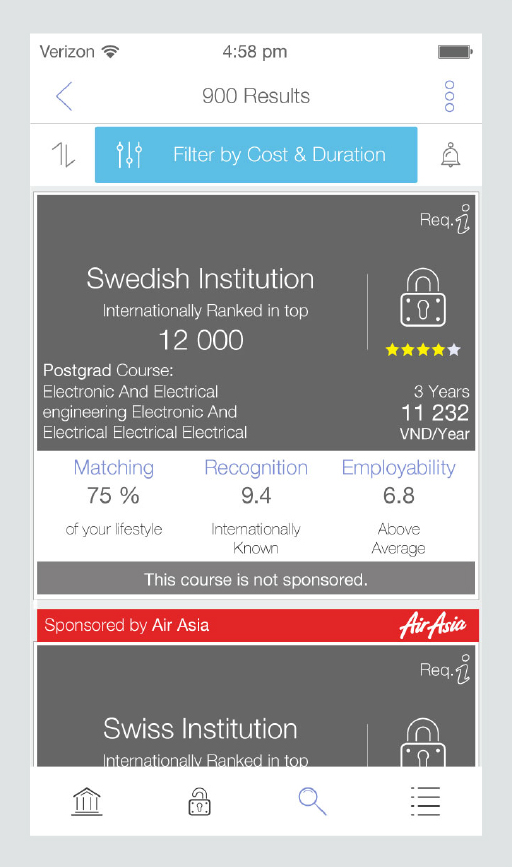 Verizon
4:58 pm
900 Results
Filter by Cost & Duration
Req. i
Swedish Institution
Internationally Ranked in top
12 000
Postgrad Course:
Electronic And Electrical
engineering Electronic And
Electrical Electrical Electrical
3 Years
11 232
VND/Year
Matching
75 %
of your lifestyle
Recognition
9.4
Internationally
Known
Employability
6.8
Above
Average
This course is not sponsored.
Sponsored by Air Asia
AirAsia
Req. i
Swiss Institution
Internationally Ranked in top